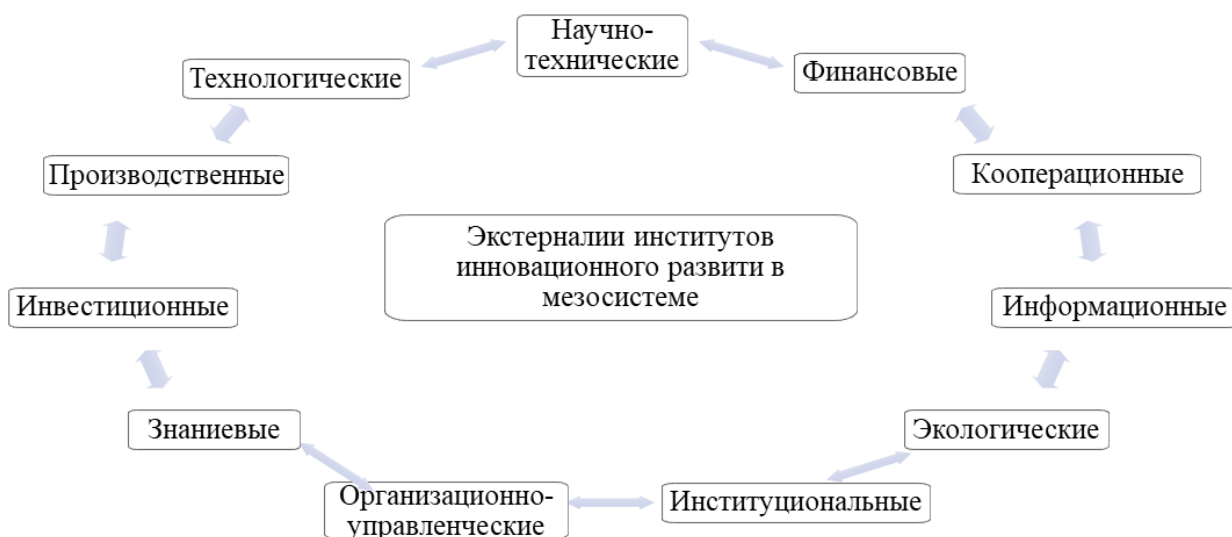 Научно-
технические
Технологические
Финансовые
Производственные
Кооперационные
Экстерналии институтов
инновационного развити в
мезосистеме
Инвестиционные
Информационные
Знаниевые
Экологические
Организационно-
управленческие
Институциональные